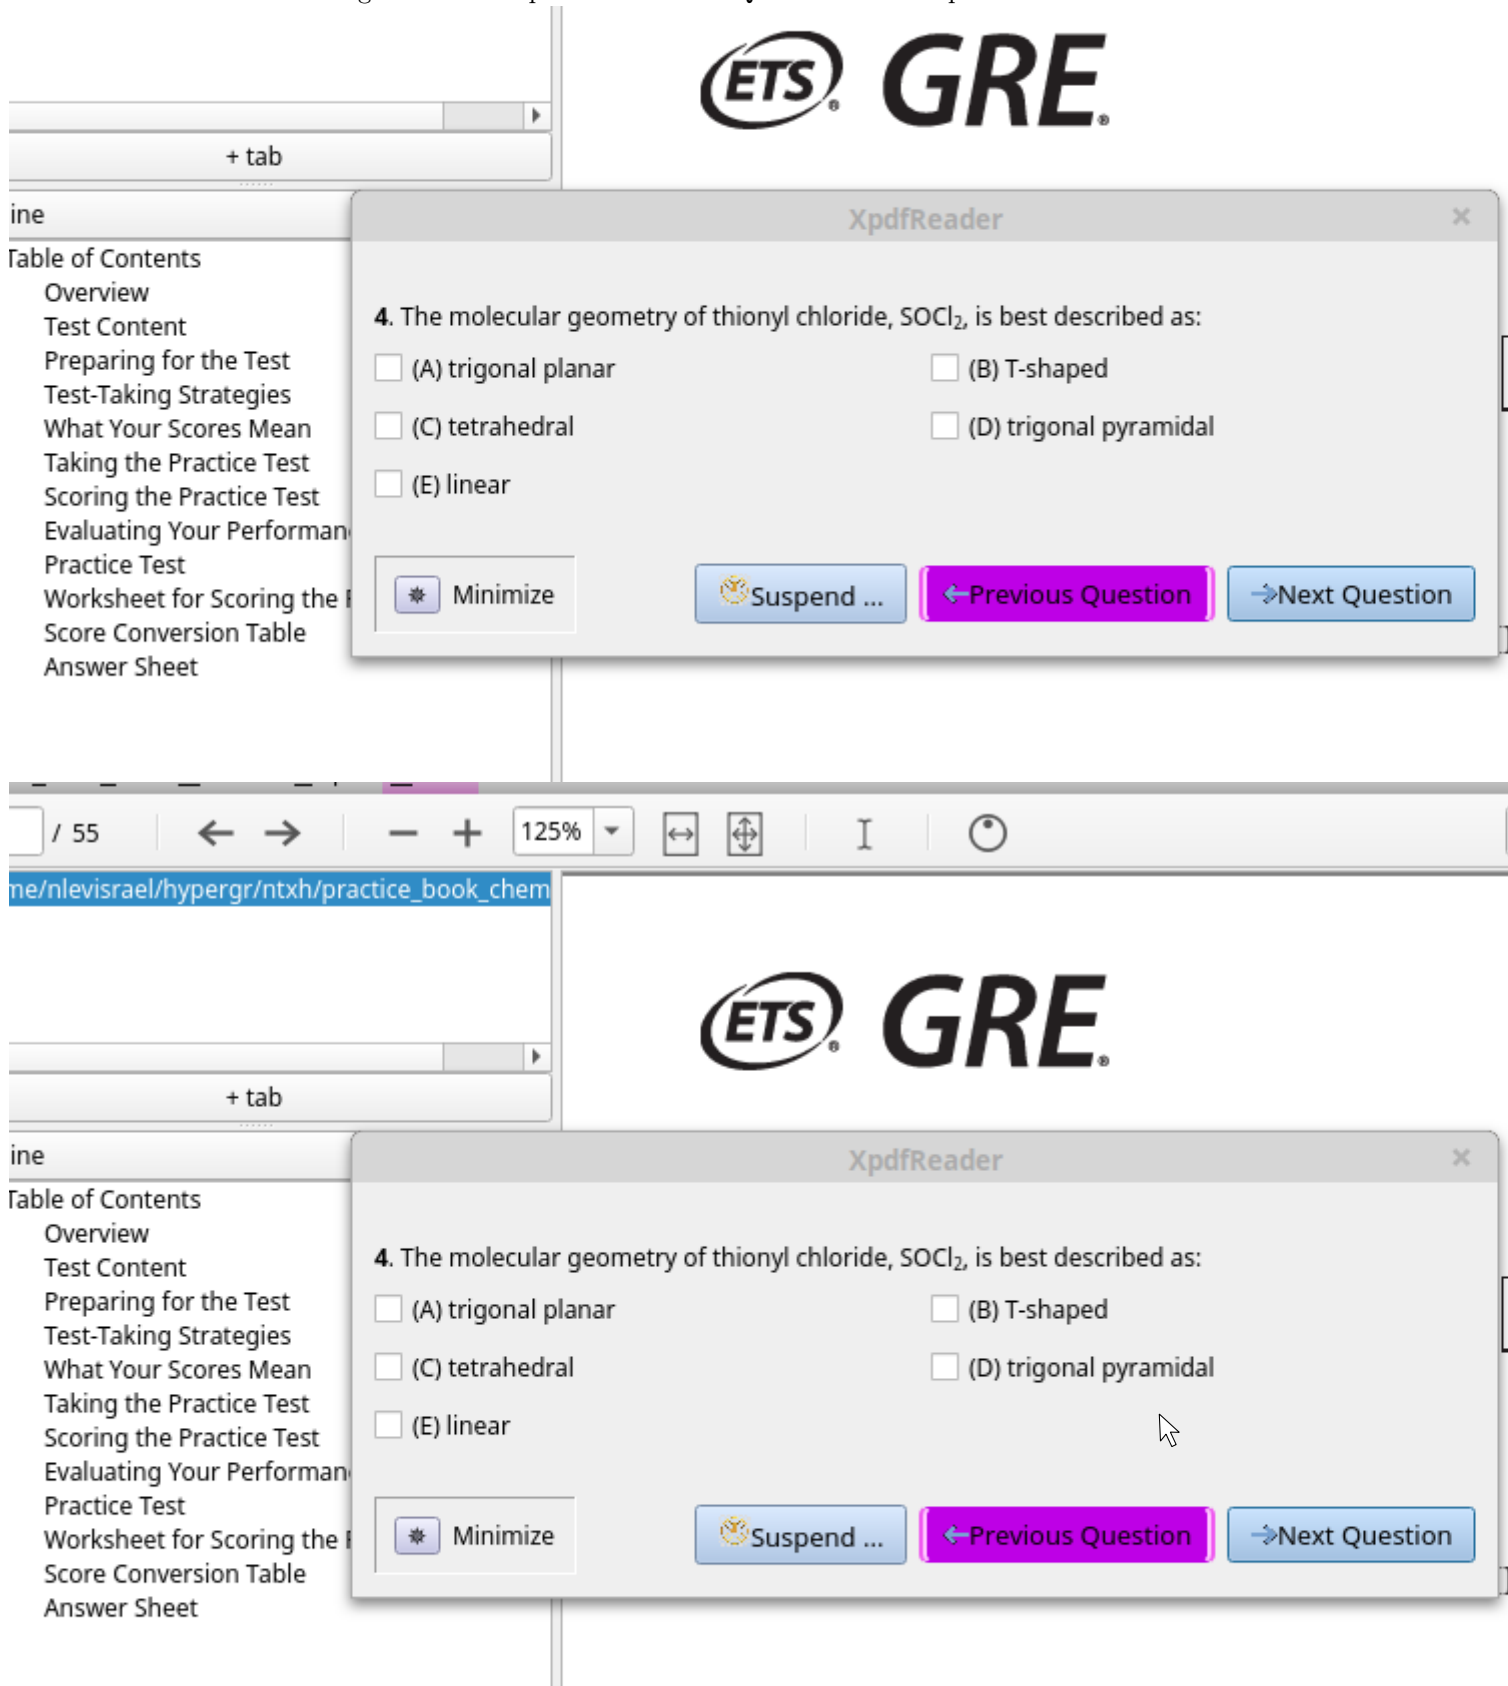 ETS® GRE®
+ tab
ine
XpdfReader
Table of Contents
Overview
Test Content
Preparing for the Test
Test-Taking Strategies
What Your Scores Mean
Taking the Practice Test
Scoring the Practice Test
Evaluating Your Performan
Practice Test
Worksheet for Scoring the
Score Conversion Table
Answer Sheet
4. The molecular geometry of thionyl chloride, SOCl₂, is best described as:
(A) trigonal planar
(B) T-shaped
(C) tetrahedral
(D) trigonal pyramidal
(E) linear
Minimize
Suspend ...
Previous Question
Next Question
/ 55
125%
me/nlevisrael/hypergr/ntxh/practice_book_chem
ETS® GRE®
+ tab
ine
XpdfReader
Table of Contents
Overview
Test Content
Preparing for the Test
Test-Taking Strategies
What Your Scores Mean
Taking the Practice Test
Scoring the Practice Test
Evaluating Your Performan
Practice Test
Worksheet for Scoring the
Score Conversion Table
Answer Sheet
4. The molecular geometry of thionyl chloride, SOCl₂, is best described as:
(A) trigonal planar
(B) T-shaped
(C) tetrahedral
(D) trigonal pyramidal
(E) linear
Minimize
Suspend ...
Previous Question
Next Question